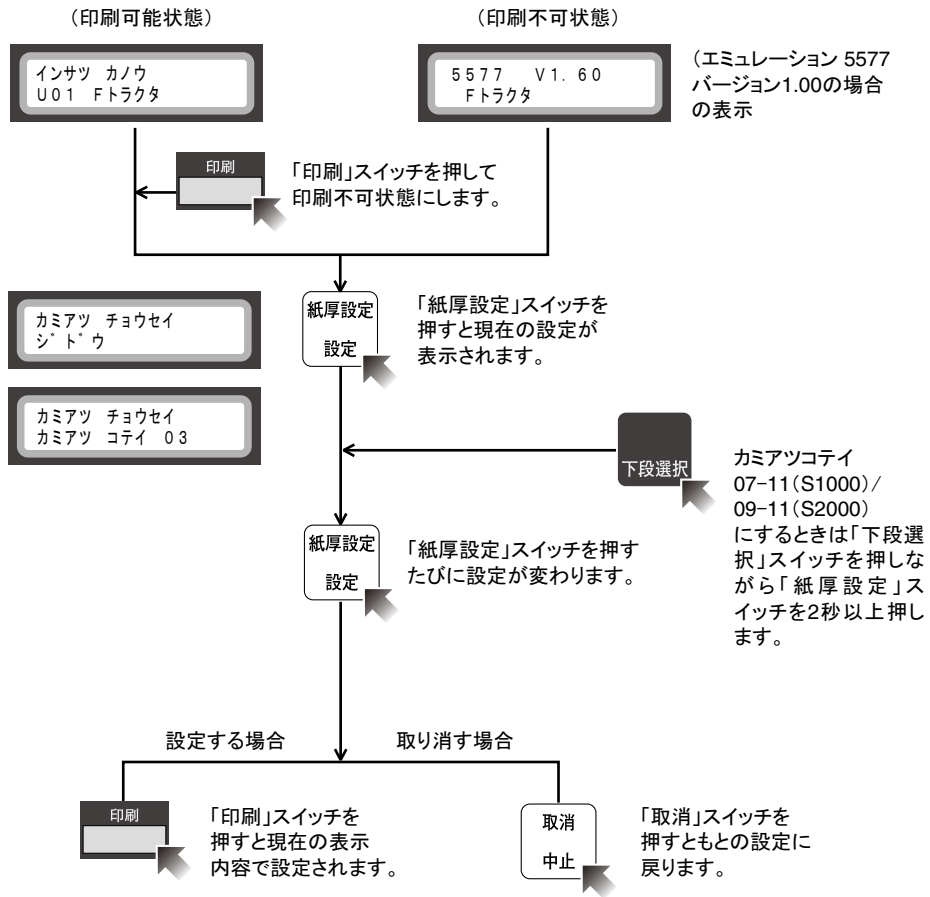 (印刷可能状態)
(印刷不可状態)
インサツ カノウ
U01 Fトラクタ
5577 V1.60
Fトラクタ
(エミュレーション 5577
バージョン1.00の場合
の表示
印刷
「印刷」スイッチを押して
印刷不可状態にします。
カミアツ チョウセイ
ジドウ
紙厚設定
設定
「紙厚設定」スイッチを
押すと現在の設定が
表示されます。
カミアツ チョウセイ
カミアツ コテイ 03
下段選択
カミアツコテイ
07-11(S1000)/
09-11(S2000)
にするときは「下段選
択」スイッチを押しな
がら「紙厚設定」ス
イッチを2秒以上押し
ます。
紙厚設定
設定
「紙厚設定」スイッチを押す
たびに設定が変わります。
設定する場合
取り消す場合
印刷
「印刷」スイッチを
押すと現在の表示
内容で設定されます。
取消
中止
「取消」スイッチを
押すともとの設定に
戻ります。